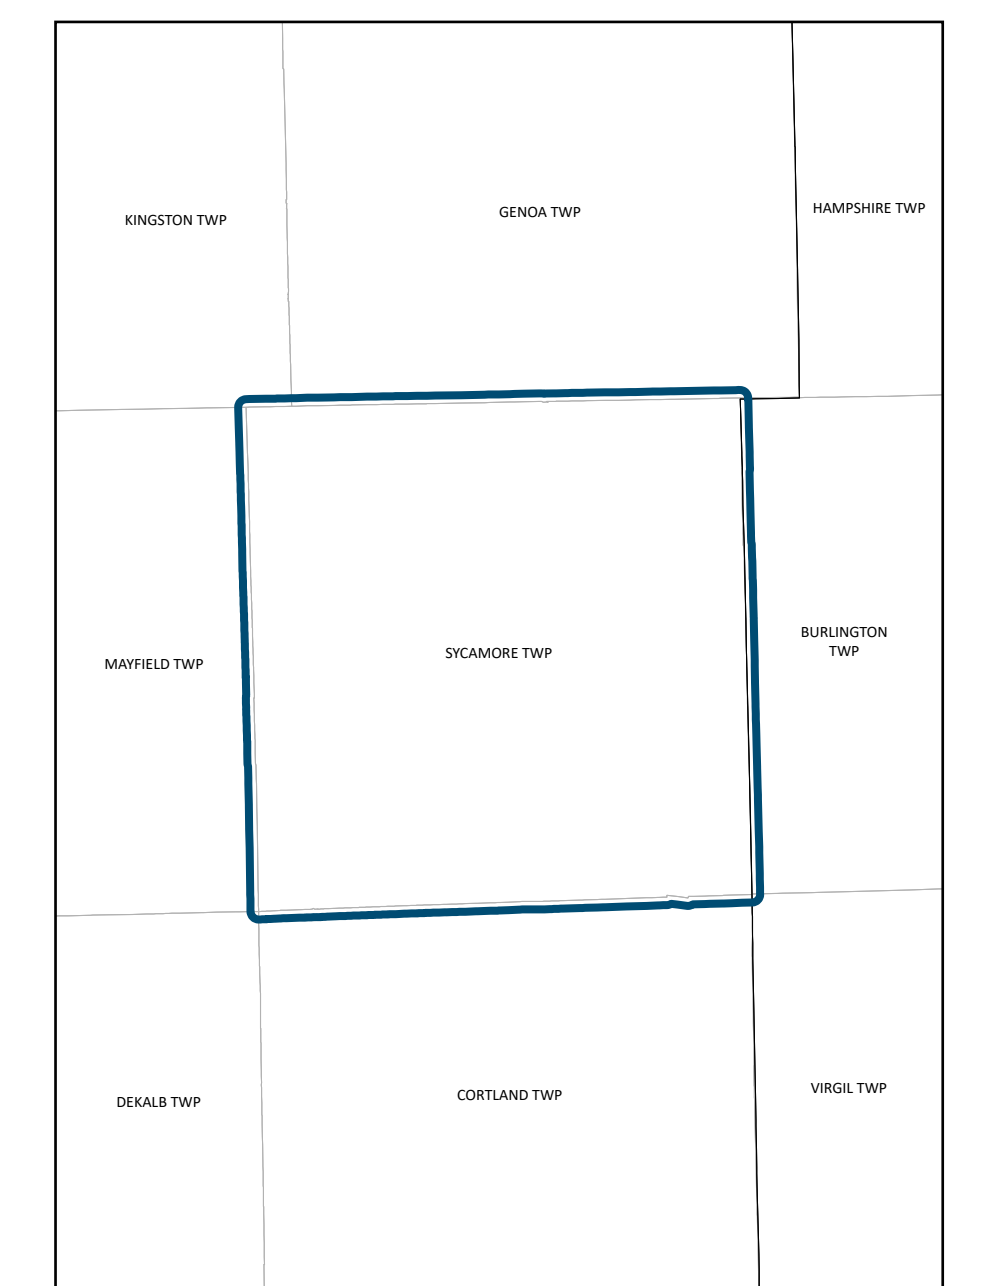 KINGSTON TWP
GENOA TWP
HAMPSHIRE TWP
MAYFIELD TWP
SYCAMORE TWP
BURLINGTON
TWP
DEKALB TWP
CORTLAND TWP
VIRGIL TWP